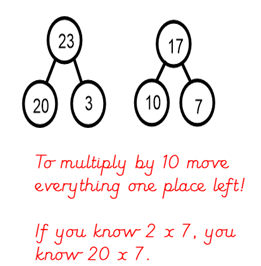 23
17
20
3
10
7
To multiply by 10 move
everything one place left!
If you know 2 x 7, you
know 20 x 7.